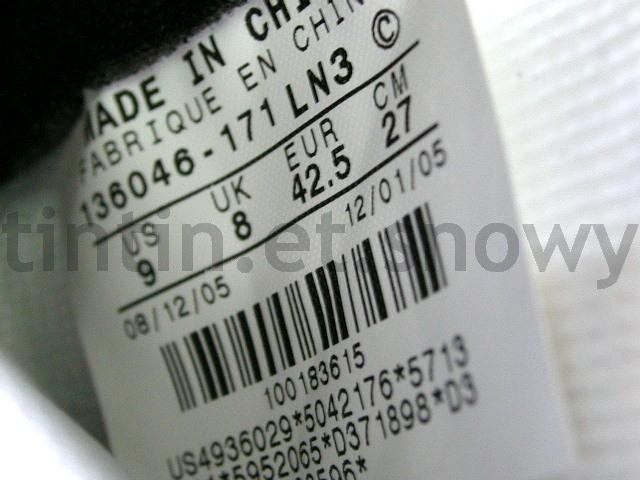 MADE IN CHI
FABRIQUE EN CHIN
136046-171 LN3 ©
US UK EUR CM
9 8 42.5 27
08/12/05 12/01/05
100183615
US4936029*5042176*5713
*5952065*D371898*D3
596*
tintin.et.snowy